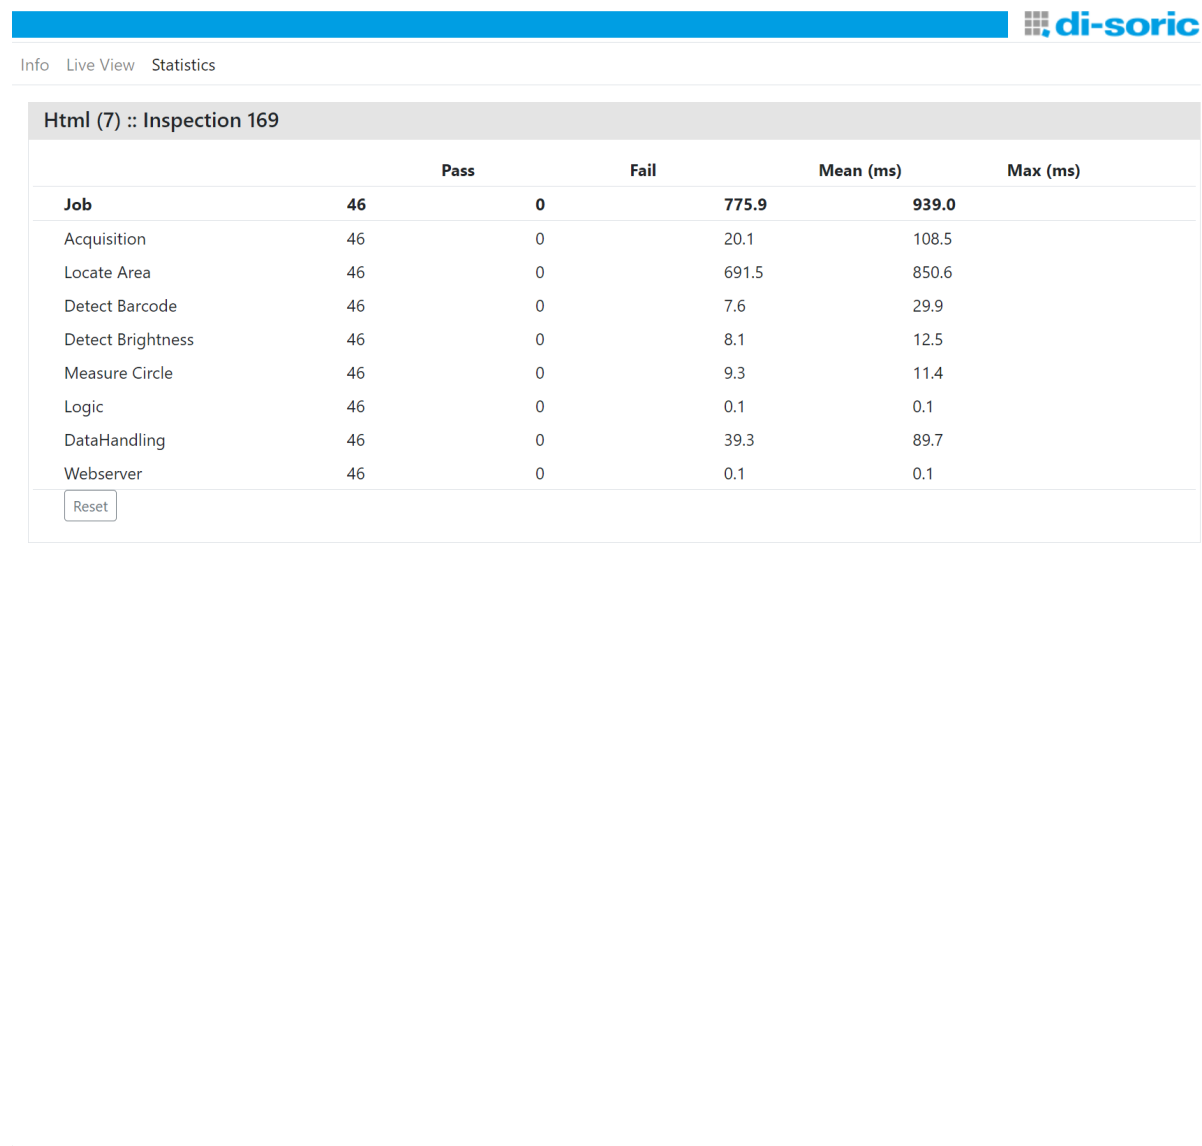 di-soric
Info Live View Statistics
Html (7) :: Inspection 169
Pass Fail Mean (ms) Max (ms)
Job 46 0 775.9 939.0
Acquisition 46 0 20.1 108.5
Locate Area 46 0 691.5 850.6
Detect Barcode 46 0 7.6 29.9
Detect Brightness 46 0 8.1 12.5
Measure Circle 46 0 9.3 11.4
Logic 46 0 0.1 0.1
DataHandling 46 0 39.3 89.7
Webserver 46 0 0.1 0.1
Reset